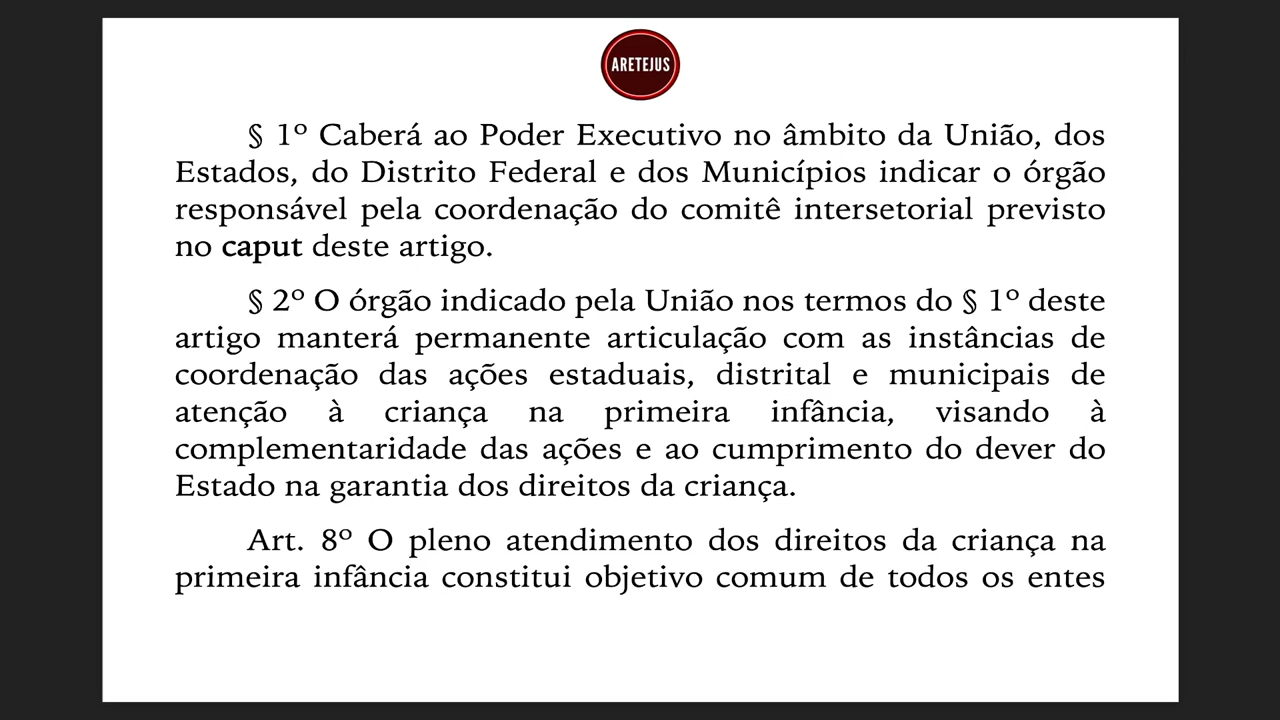 ARETEJUS
§ 1º Caberá ao Poder Executivo no âmbito da União, dos
Estados, do Distrito Federal e dos Municípios indicar o órgão
responsável pela coordenação do comitê intersetorial previsto
no caput deste artigo.
§ 2º O órgão indicado pela União nos termos do § 1º deste
artigo manterá permanente articulação com as instâncias de
coordenação das ações estaduais, distrital e municipais de
atenção à criança na primeira infância, visando à
complementaridade das ações e ao cumprimento do dever do
Estado na garantia dos direitos da criança.
Art. 8º O pleno atendimento dos direitos da criança na
primeira infância constitui objetivo comum de todos os entes